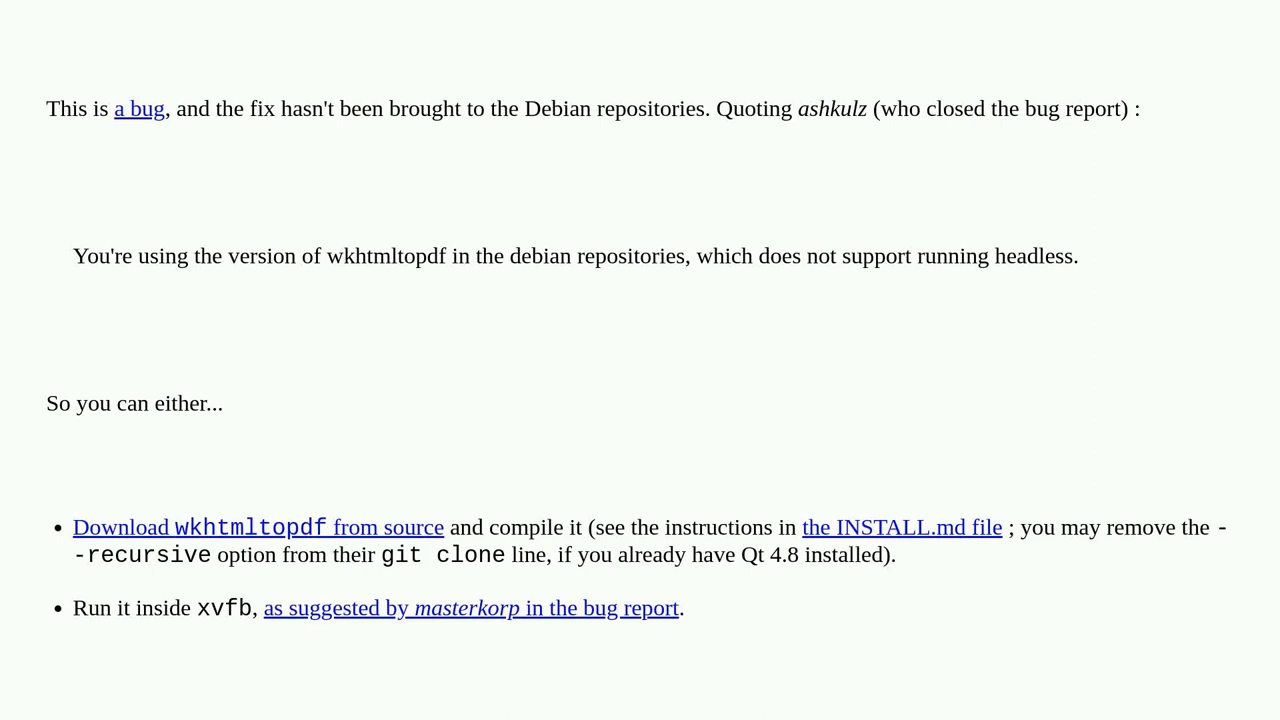 This is a bug, and the fix hasn't been brought to the Debian repositories. Quoting ashkulz (who closed the bug report) :
You're using the version of wkhtmltopdf in the debian repositories, which does not support running headless.
So you can either...
• Download wkhtmltopdf from source and compile it (see the instructions in the INSTALL.md file ; you may remove the -
-recursive option from their git clone line, if you already have Qt 4.8 installed).
• Run it inside xvfb, as suggested by masterkorp in the bug report.